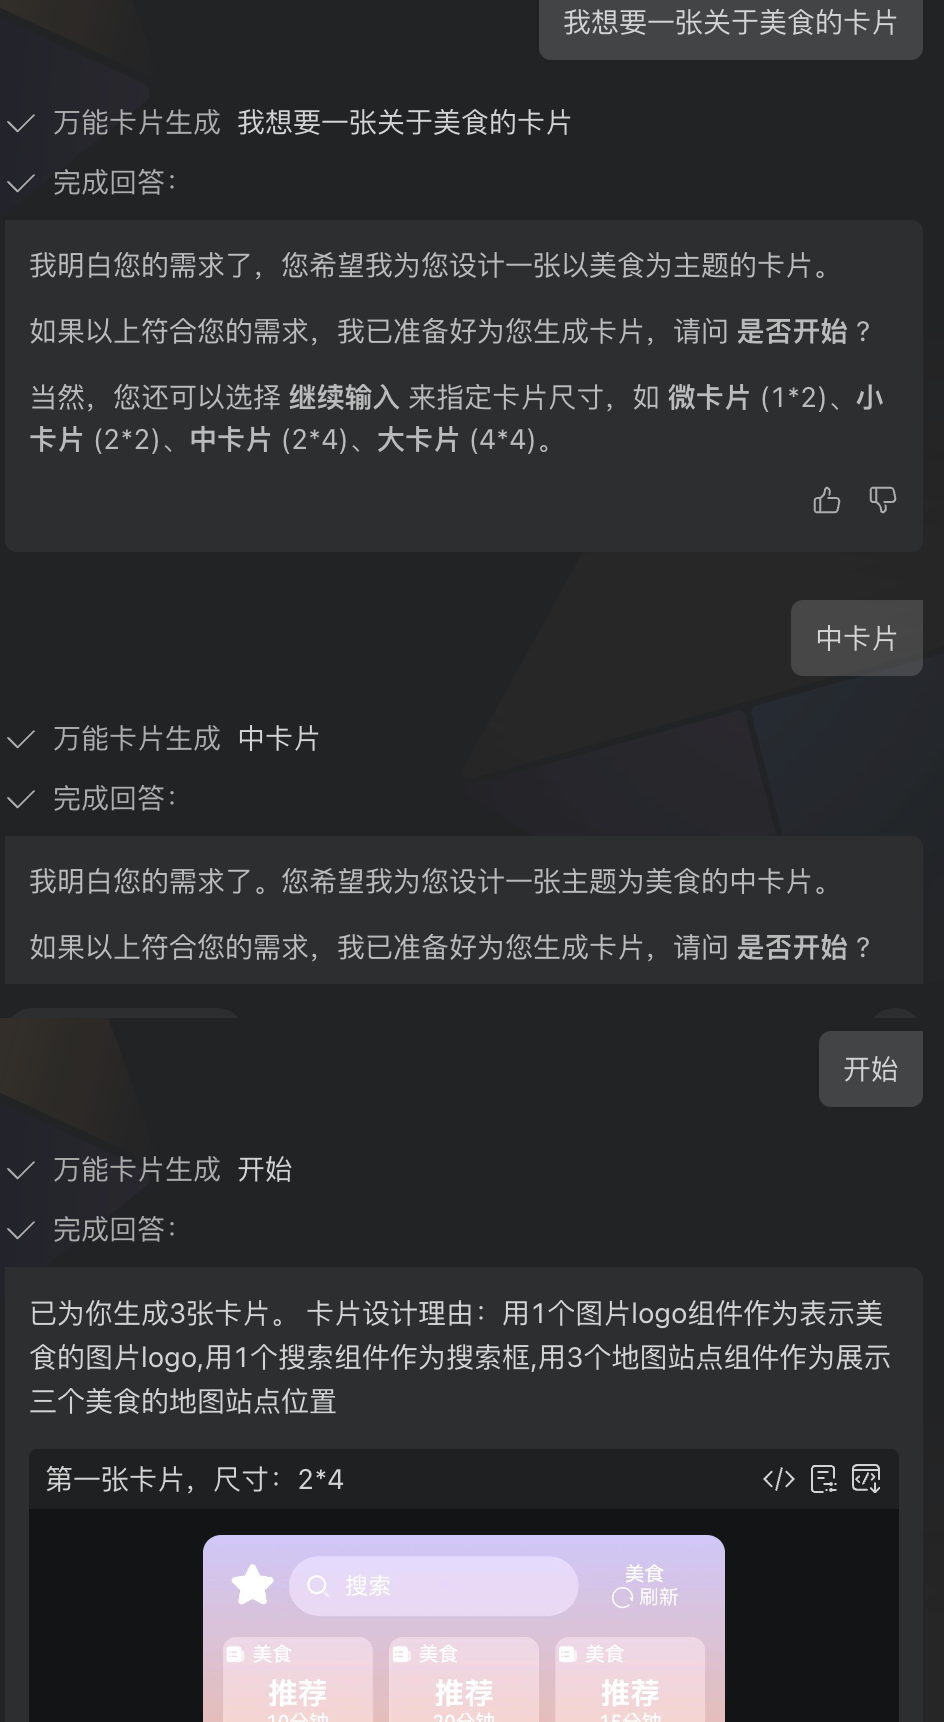 我想要一张关于美食的卡片
万能卡片生成 我想要一张关于美食的卡片
完成回答：
我明白您的需求了，您希望我为您设计一张以美食为主题的卡片。
如果以上符合您的需求，我已准备好为您生成卡片，请问 是否开始？
当然，您还可以选择 继续输入 来指定卡片尺寸，如 微卡片 (1*2)、小
卡片 (2*2)、中卡片 (2*4)、大卡片 (4*4)。
中卡片
万能卡片生成 中卡片
完成回答：
我明白您的需求了。您希望我为您设计一张主题为美食的中卡片。
如果以上符合您的需求，我已准备好为您生成卡片，请问 是否开始？
开始
万能卡片生成 开始
完成回答：
已为你生成3张卡片。 卡片设计理由：用1个图片logo组件作为表示美
食的图片logo,用1个搜索组件作为搜索框,用3个地图站点组件作为展示
三个美食的地图站点位置
第一张卡片，尺寸：2*4
搜索
美食
刷新
美食 美食 美食
推荐 推荐 推荐
10分钟 20分钟 15分钟